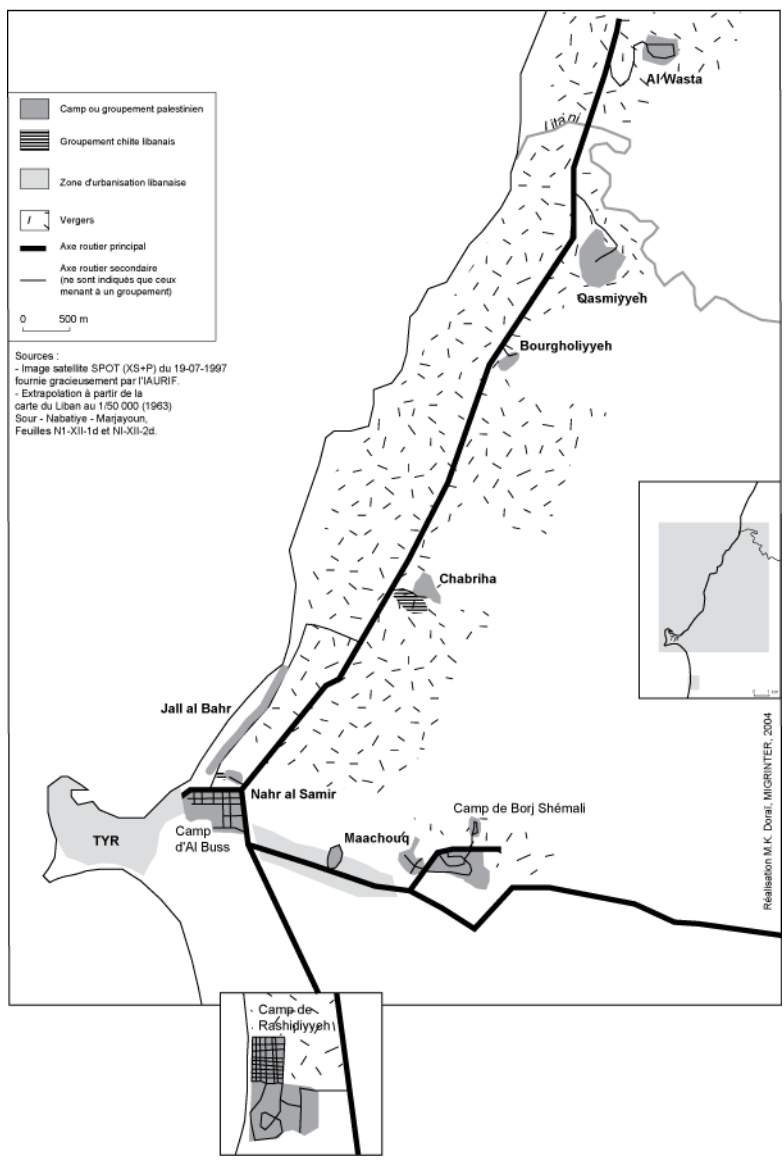 Camp ou groupement palestinien
Groupement chiite libanais
Zone d'urbanisation libanaise
Vergers
Axe routier principal
Axe routier secondaire
(ne sont indiqués que ceux
menant à un groupement)
0 500 m
Sources :
- Image satellite SPOT (XS+P) du 19-07-1997
fournie gracieusement par l'IAURIF.
- Extrapolation à partir de la
carte du Liban au 1/50 000 (1963)
Sour - Nabatiye - Marjayoun,
Feuilles N1-XII-1d et NI-XII-2d.
Al Wasta
Litani
Qasmiyyeh
Bourgholiyyeh
Chabriha
Jall al Bahr
Nahr al Samir
Camp de Borj Shémali
Maachouq
TYR
Camp
d'Al Buss
Camp de
Rashidiyyeh
Réalisation M.K. Doraï, MIGRINTER, 2004